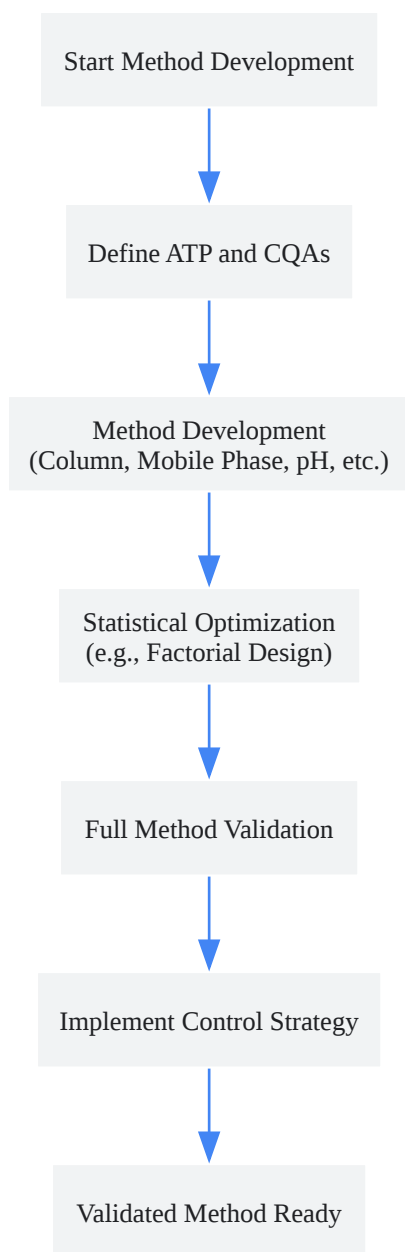 Start Method Development
Define ATP and CQAs
Method Development
(Column, Mobile Phase, pH, etc.)
Statistical Optimization
(e.g., Factorial Design)
Full Method Validation
Implement Control Strategy
Validated Method Ready